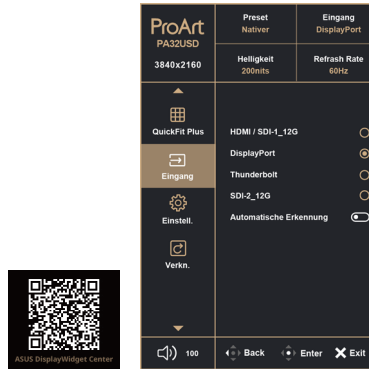 ProArt
PA32USD
3840x2160
Preset
Nativer
Eingang
DisplayPort
Helligkeit
200nits
Refresh Rate
60Hz
QuickFit Plus
Eingang
Einstell.
Verkn.
HDMI / SDI-1_12G
DisplayPort
Thunderbolt
SDI-2_12G
Automatische Erkennung
100
Back
Enter
Exit
ASUS DisplayWidget Center